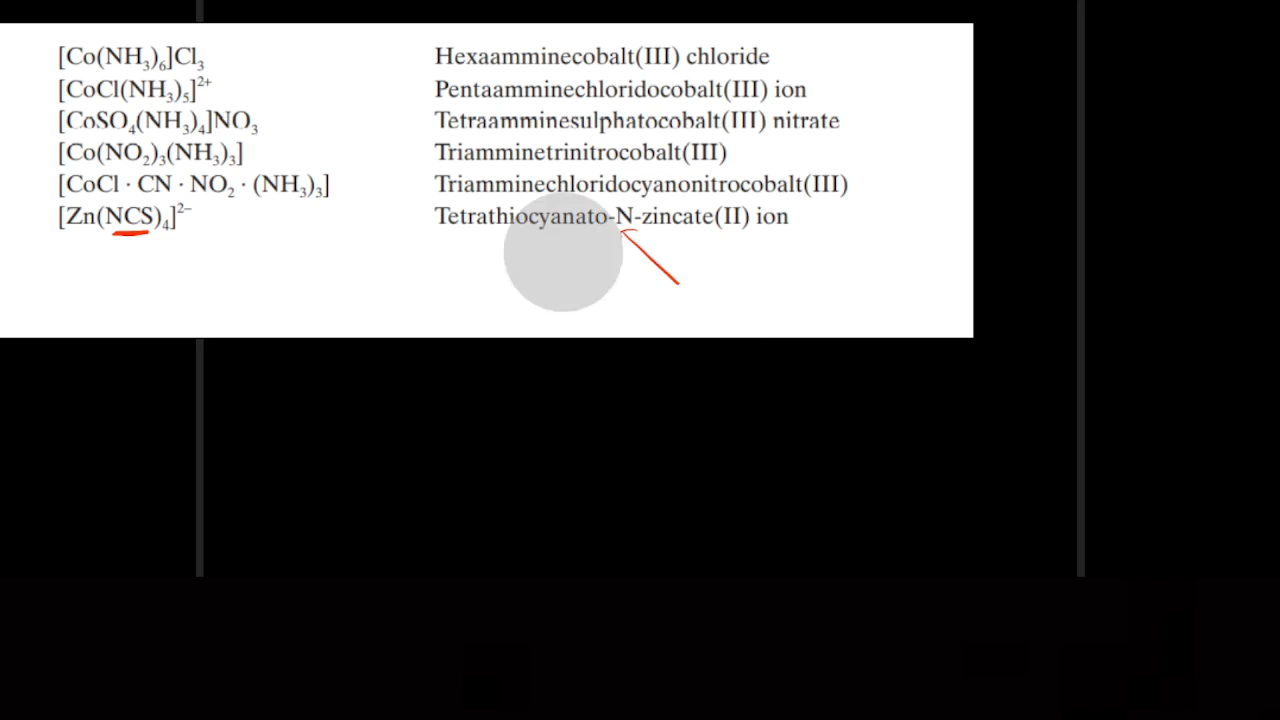 [Co(NH₃)₆]Cl₃ Hexaamminecobalt(III) chloride
[CoCl(NH₃)₅]²⁺ Pentaamminechloridocobalt(III) ion
[CoSO₄(NH₃)₄]NO₃ Tetraamminesulphatocobalt(III) nitrate
[Co(NO₂)₃(NH₃)₃] Triamminetrinitrocobalt(III)
[CoCl · CN · NO₂ · (NH₃)₃] Triamminechloridocyanonitrocobalt(III)
[Zn(NCS)₄]²⁻ Tetrathiocyanato-N-zincate(II) ion